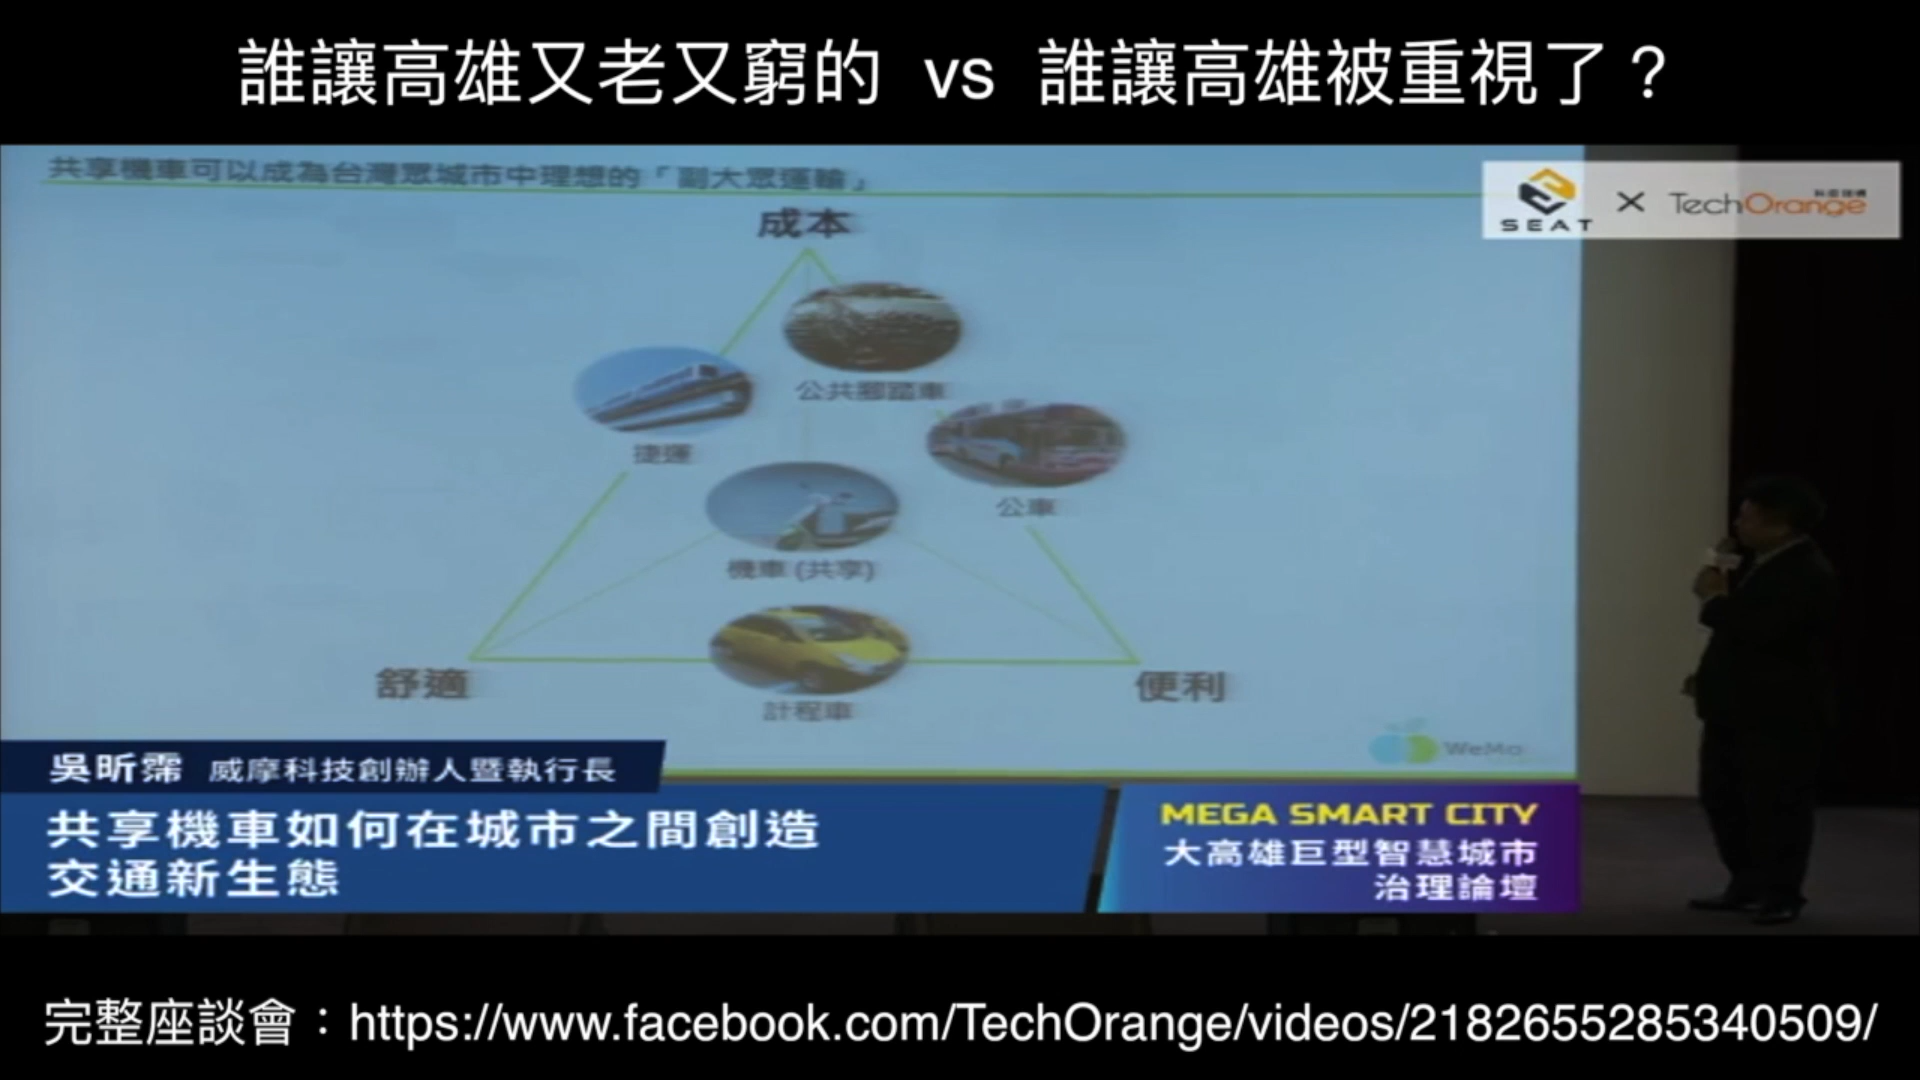 誰讓高雄又老又窮的 vs 誰讓高雄被重視了？
共享機車可以成為台灣眾城市中理想的「副大眾運輸」
SEAT × TechOrange
成本
公共腳踏車
捷運
公車
機車 (共享)
舒適
便利
計程車
WeMo
吳昕霈 威摩科技創辦人暨執行長
共享機車如何在城市之間創造
交通新生態
MEGA SMART CITY
大高雄巨型智慧城市
治理論壇
完整座談會：https://www.facebook.com/TechOrange/videos/2182655285340509/